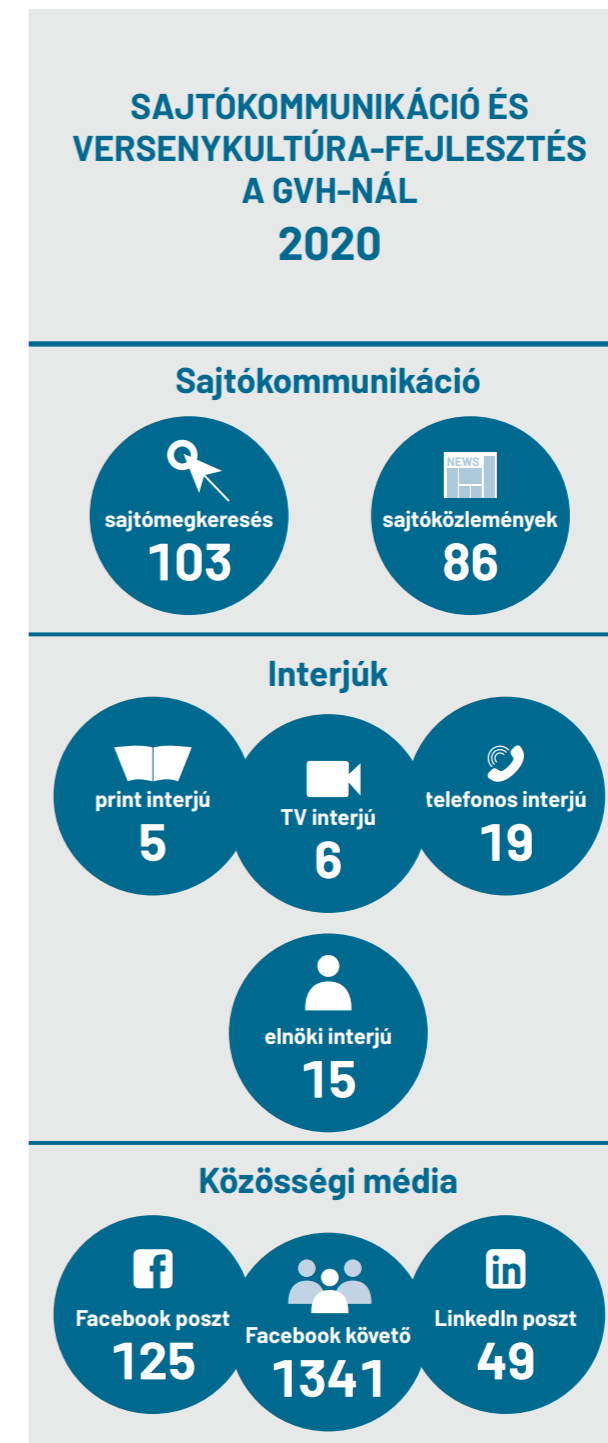 SAJTÓKOMMUNIKÁCIÓ ÉS
VERSENYKULTÚRA-FEJLESZTÉS
A GVH-NÁL
2020
Sajtókommunikáció
sajtómegkeresés
103
NEWS
sajtóközlemények
86
Interjúk
print interjú
5
TV interjú
6
telefonos interjú
19
elnöki interjú
15
Közösségi média
Facebook poszt
125
Facebook követő
1341
in
LinkedIn poszt
49